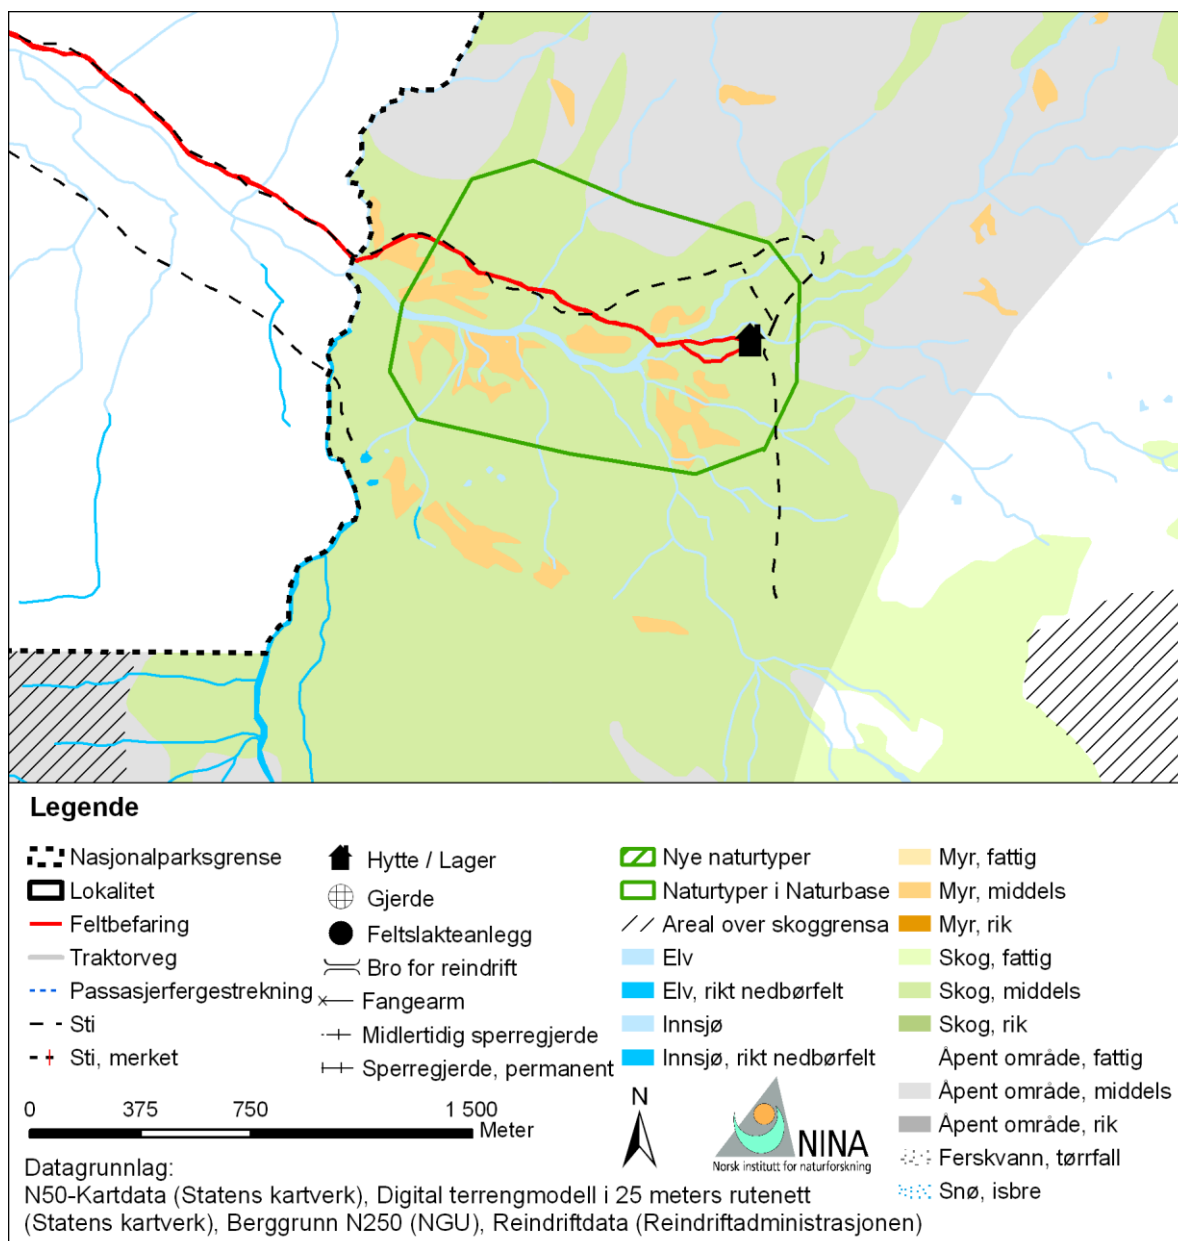 Legende
Nasjonalparksgrense
Lokalitet
Feltbefaring
Traktorveg
Passasjerfergestrekning
Sti
Sti, merket
Hytte / Lager
Gjerde
Feltslakteanlegg
Bro for reindrift
Fangearm
Midlertidig sperregjerde
Sperregjerde, permanent
Nye naturtyper
Naturtyper i Naturbase
Areal over skoggrensa
Elv
Elv, rikt nedbørfelt
Innsjø
Innsjø, rikt nedbørfelt
Myr, fattig
Myr, middels
Myr, rik
Skog, fattig
Skog, middels
Skog, rik
Åpent område, fattig
Åpent område, middels
Åpent område, rik
Ferskvann, tørrfall
Snø, isbre
0 375 750 1 500
Meter
N
NINA
Norsk institutt for naturforskning
Datagrunnlag:
N50-Kartdata (Statens kartverk), Digital terrengmodell i 25 meters rutenett
(Statens kartverk), Berggrunn N250 (NGU), Reindriftdata (Reindriftadministrasjonen)